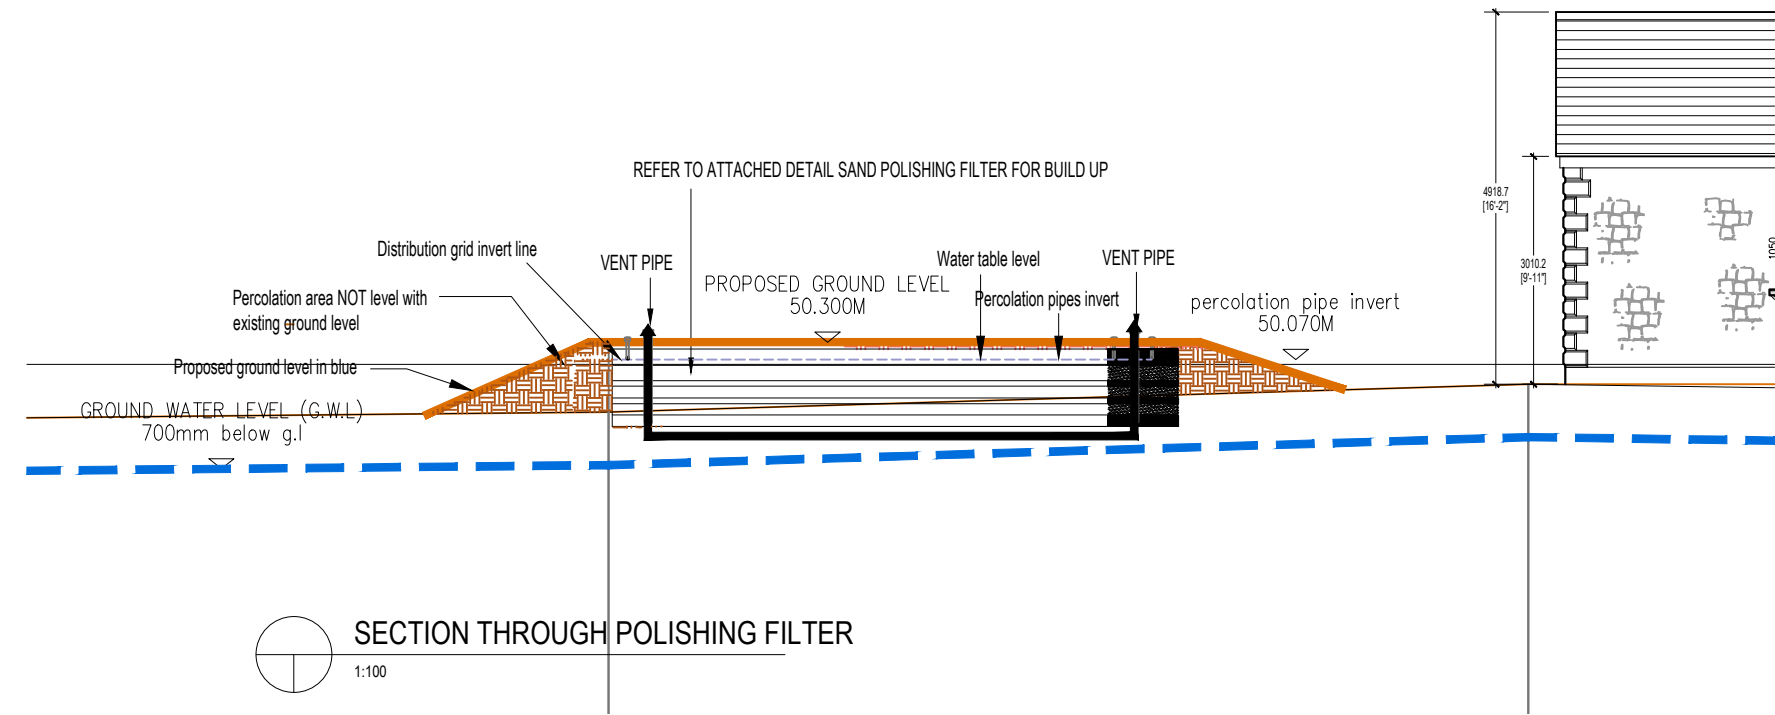 REFER TO ATTACHED DETAIL SAND POLISHING FILTER FOR BUILD UP
4918.7
[16'-2"]
Distribution grid invert line
VENT PIPE
Water table level
VENT PIPE
1050
3010.2
[9'-11"]
PROPOSED GROUND LEVEL
50.300M
Percolation area NOT level with
existing ground level
Percolation pipes invert
percolation pipe invert
50.070M
Proposed ground level in blue
GROUND WATER LEVEL (G.W.L)
700mm below g.l
SECTION THROUGH POLISHING FILTER
1:100